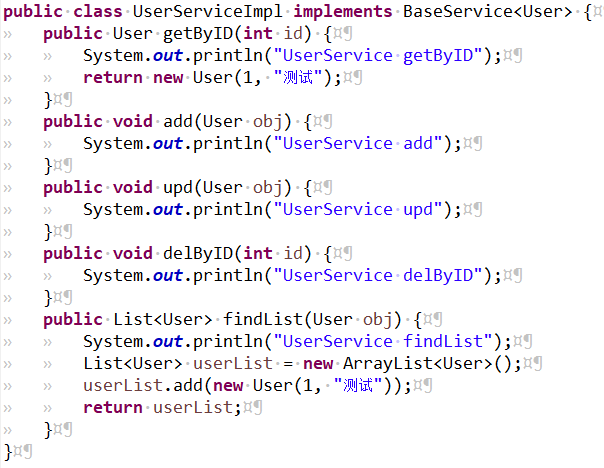 public class UserServiceImpl implements BaseService<User> {
public User getByID(int id) {
System.out.println("UserService getByID");
return new User(1, "测试");
}
public void add(User obj) {
System.out.println("UserService add");
}
public void upd(User obj) {
System.out.println("UserService upd");
}
public void delByID(int id) {
System.out.println("UserService delByID");
}
public List<User> findList(User obj) {
System.out.println("UserService findList");
List<User> userList = new ArrayList<User>();
userList.add(new User(1, "测试"));
return userList;
}
}